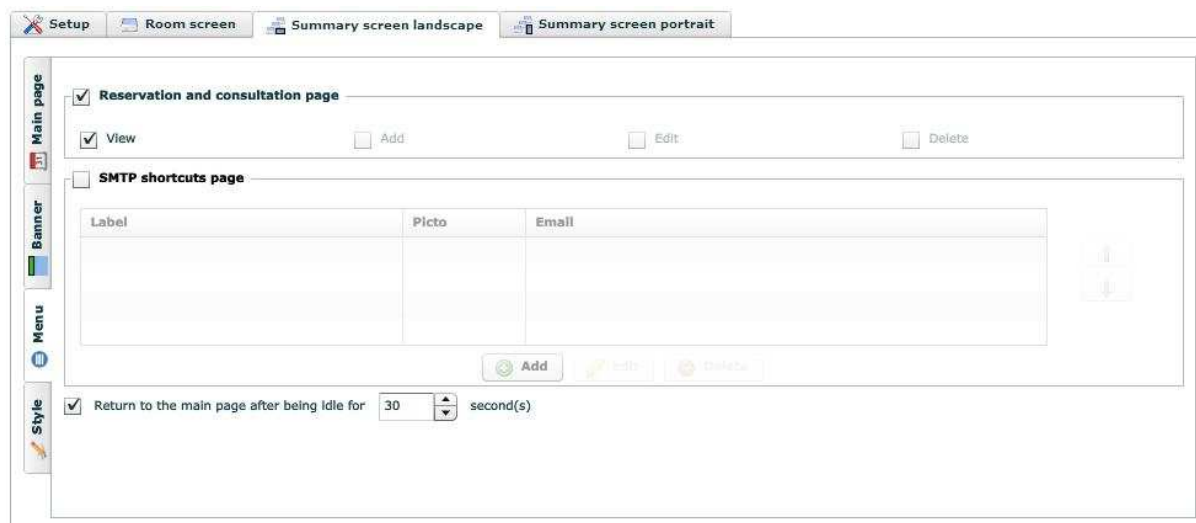 Setup Room screen Summary screen landscape Summary screen portrait
Main page
Reservation and consultation page
View Add Edit Delete
SMTP shortcuts page
Banner
Label Picto Email
Menu
Add Edit Delete
Style
Return to the main page after being idle for 30 second(s)